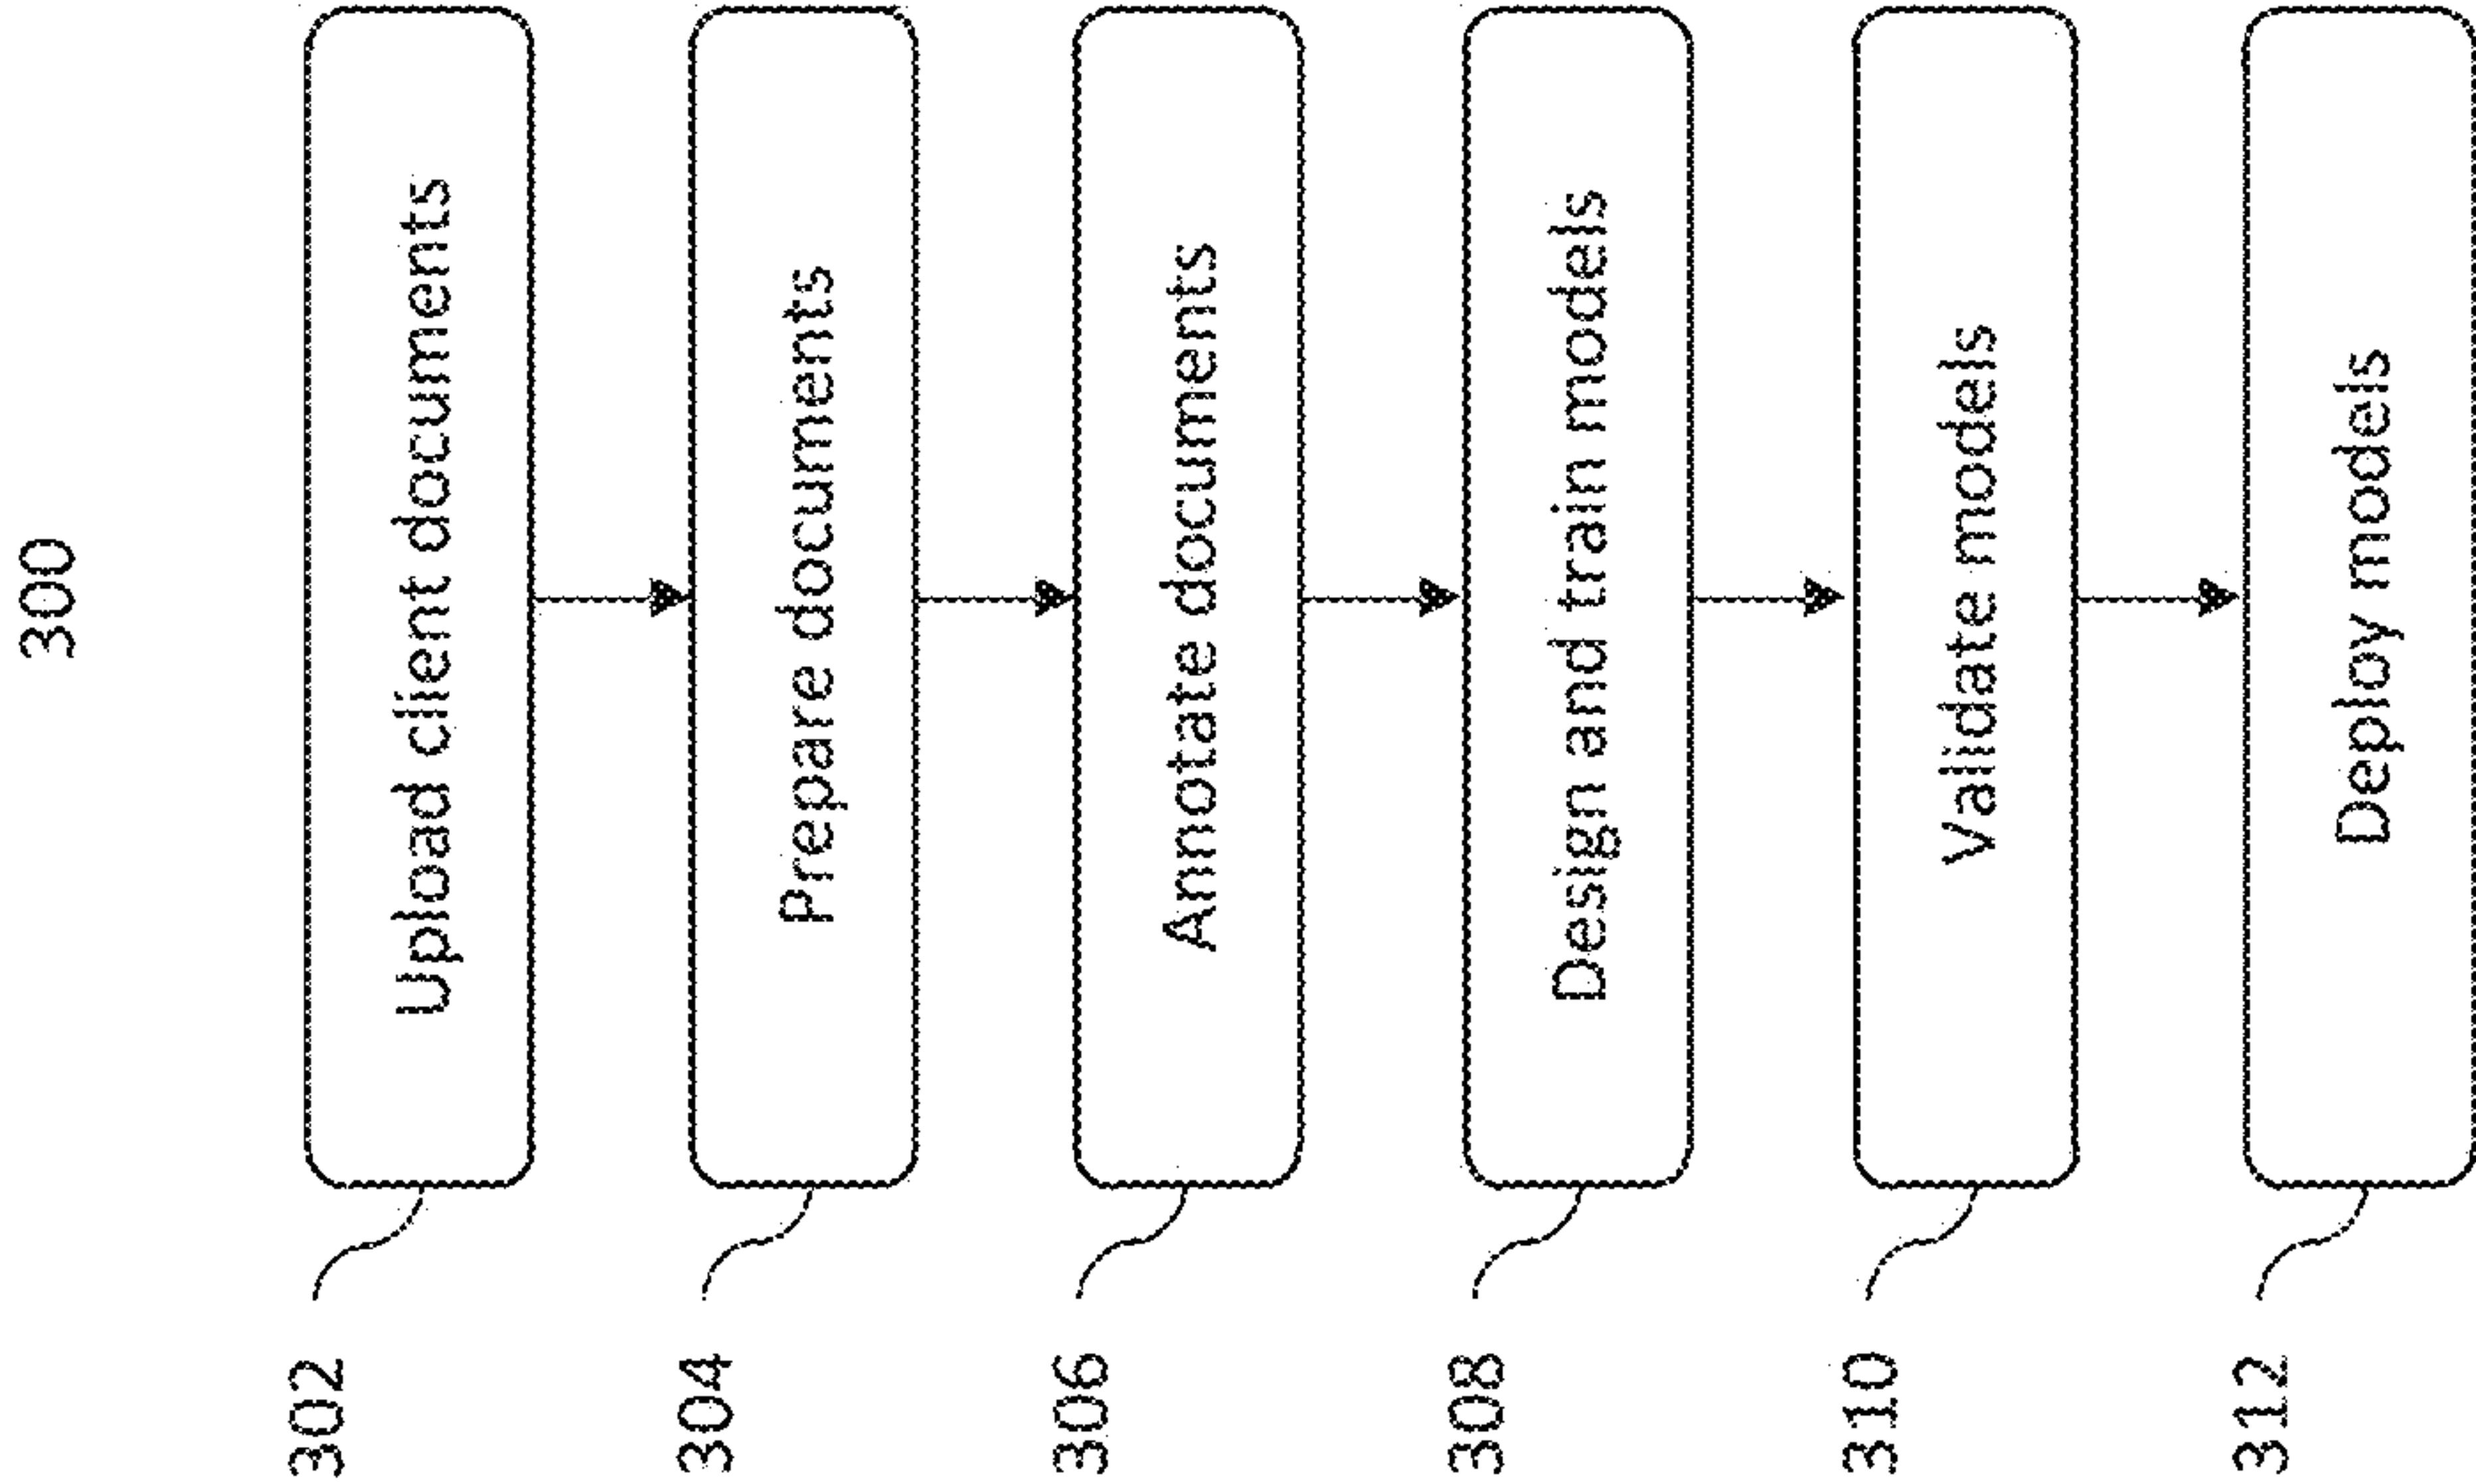 300
302
Upload client documents
304
Prepare documents
306
Annotate documents
308
Design and train models
310
Validate models
312
Deploy models